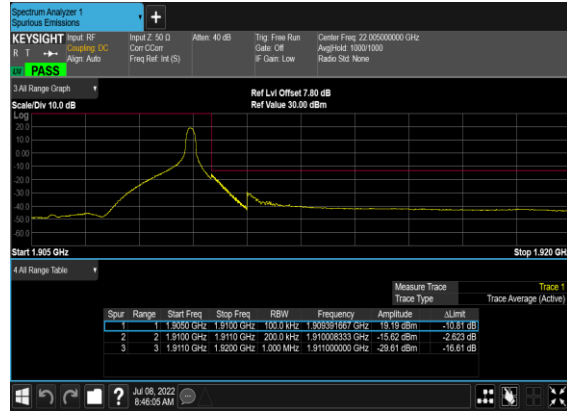 Spectrum Analyzer 1
Spurious Emissions
+
KEYSIGHT Input: RF Input Z: 50 Ω Atten: 40 dB Trig: Free Run Center Freq: 22.005000000 GHz
R T Coupling: DC Corr CCorr Gate: Off Avg|Hold: 1000/1000
Align: Auto Freq Ref: Int (S) IF Gain: Low Radio Std: None
LW PASS
3 All Range Graph
Ref Lvl Offset 7.80 dB
Scale/Div 10.0 dB Ref Value 30.00 dBm
Log
20.0
10.0
0.00
-10.0
-20.0
-30.0
-40.0
-50.0
-60.0
Start 1.905 GHz Stop 1.920 GH
4 All Range Table
Measure Trace Trace 1
Trace Type Trace Average (Active)
Spur Range Start Freq Stop Freq RBW Frequency Amplitude ΔLimit
1 1 1.9050 GHz 1.9100 GHz 100.0 kHz 1.909391667 GHz 19.19 dBm -10.81 dB
2 2 1.9100 GHz 1.9110 GHz 200.0 kHz 1.910008333 GHz -15.62 dBm -2.623 dB
3 3 1.9110 GHz 1.9200 GHz 1.000 MHz 1.911000000 GHz -29.61 dBm -16.61 dB
? Jul 08, 2022
8:46:05 AM